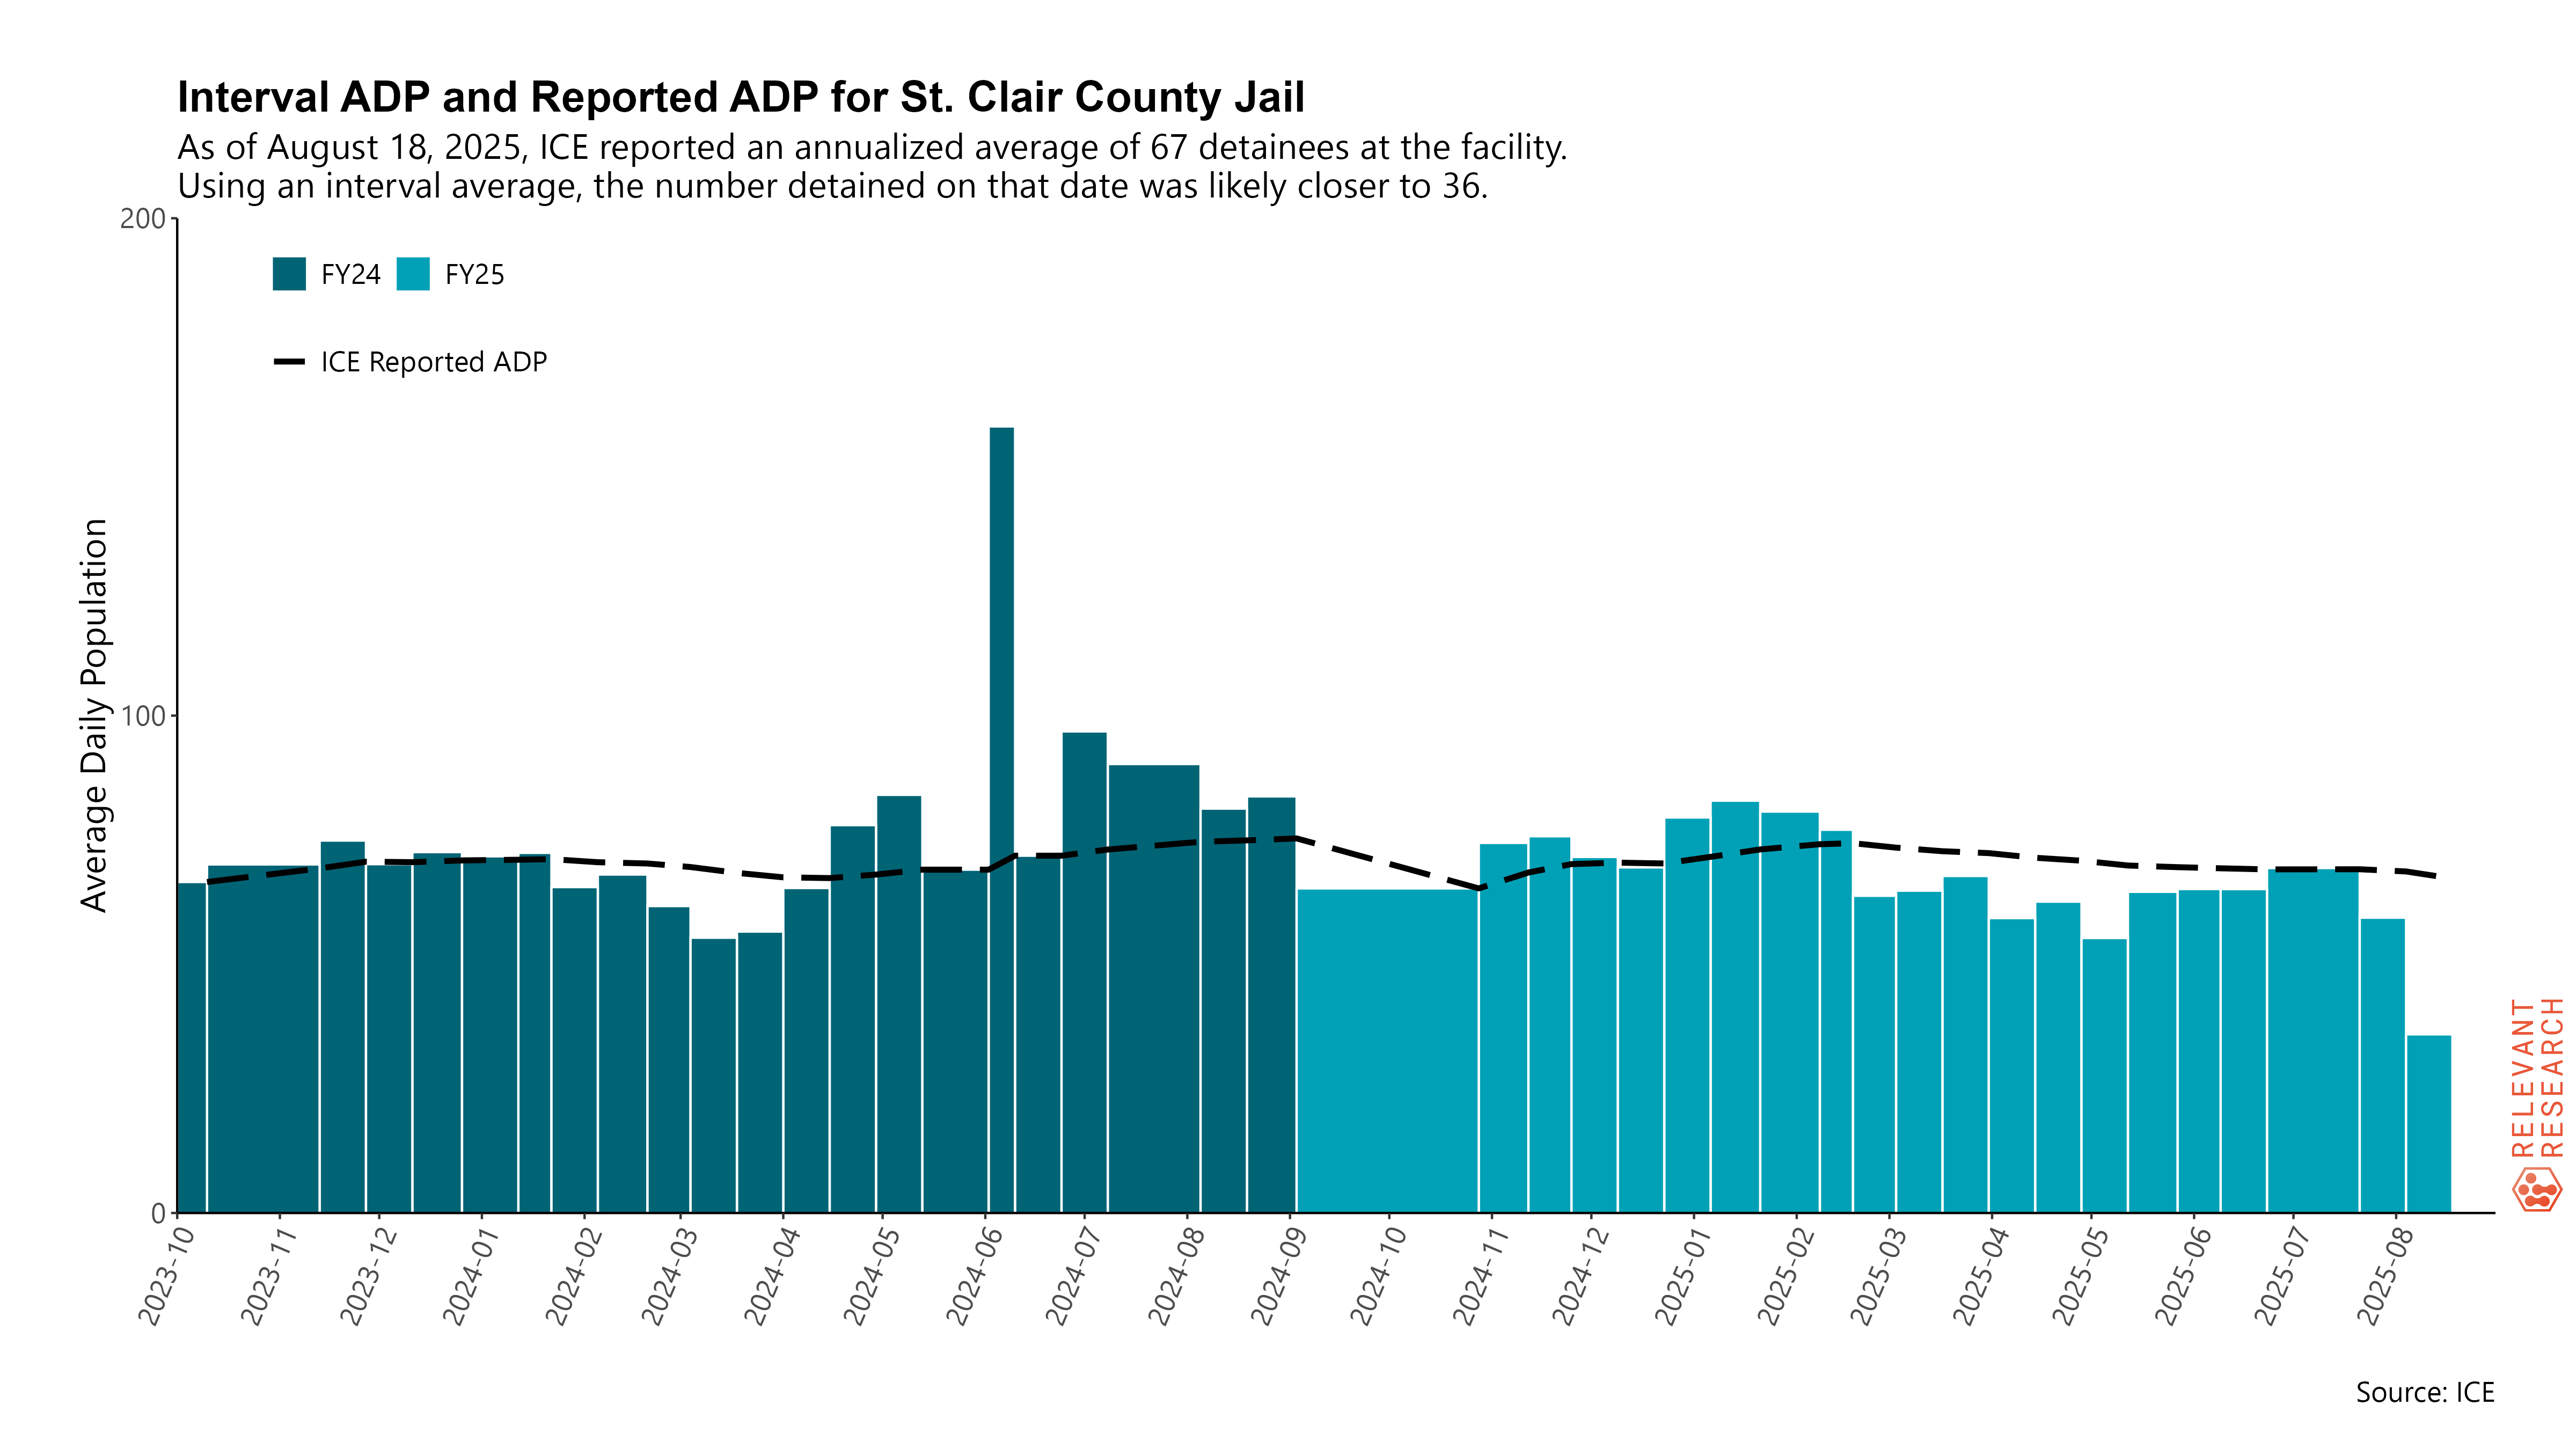 Interval ADP and Reported ADP for St. Clair County Jail
As of August 18, 2025, ICE reported an annualized average of 67 detainees at the facility.
Using an interval average, the number detained on that date was likely closer to 36.
200
FY24 FY25
ICE Reported ADP
Average Daily Population
100
0
2023-10 2023-11 2023-12 2024-01 2024-02 2024-03 2024-04 2024-05 2024-06 2024-07 2024-08 2024-09 2024-10 2024-11 2024-12 2025-01 2025-02 2025-03 2025-04 2025-05 2025-06 2025-07 2025-08
RELEVANT
RESEARCH
Source: ICE